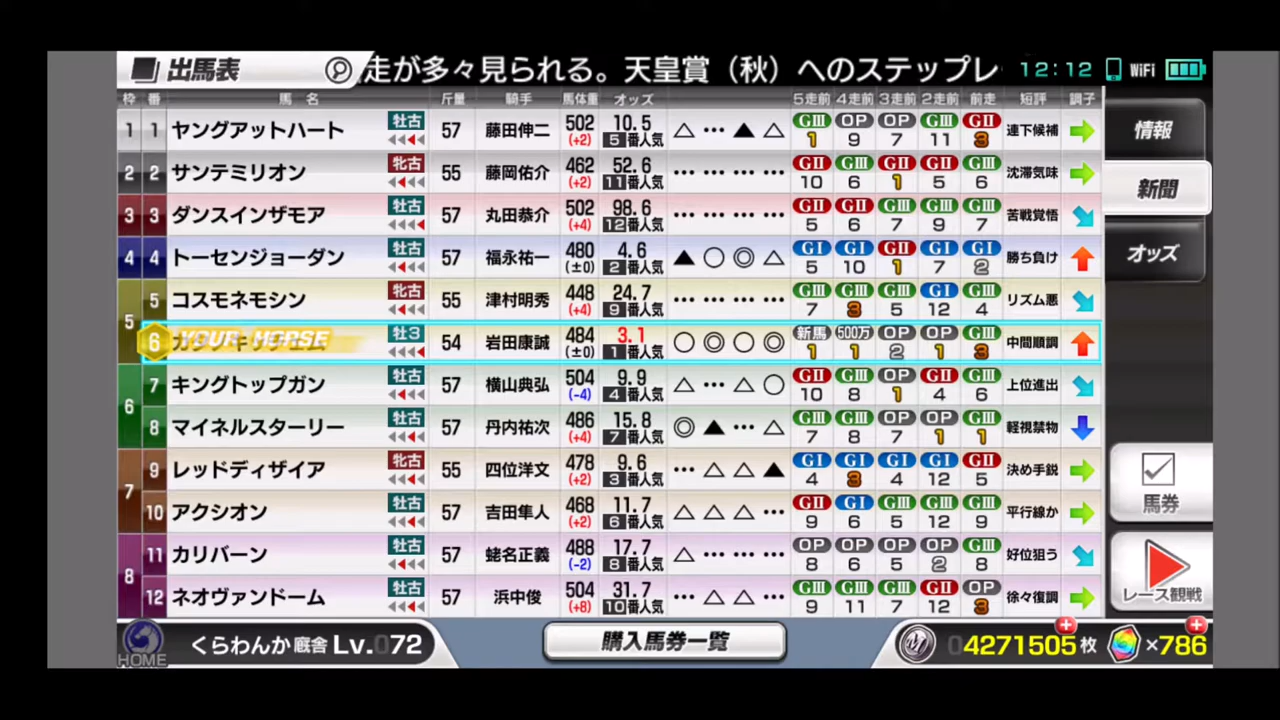 出馬表 走が多々見られる。天皇賞（秋）へのステップレ 12:12 WiFi
枠 番 馬名 斤量 騎手 馬体重 オッズ 5走前 4走前 3走前 2走前 前走 短評 調子
1 1 ヤングアットハート 牡古 57 藤田伸二 502 (+2) 10.5 5番人気 △ … ▲ △ GⅢ 1 OP 9 OP 7 GⅢ 11 GⅡ 3 連下候補
2 2 サンテミリオン 牝古 55 藤岡佑介 462 (+2) 52.6 11番人気 … … … … GⅡ 10 GⅢ 6 GⅡ 1 GⅡ 5 GⅢ 6 沈滞気味
3 3 ダンスインザモア 牡古 57 丸田恭介 502 (+4) 98.6 12番人気 … … … … GⅡ 5 GⅡ 6 GⅢ 7 GⅢ 9 GⅢ 7 苦戦覚悟
4 4 トーセンジョーダン 牡古 57 福永祐一 480 (±0) 4.6 2番人気 ▲ ○ ◎ △ GⅠ 5 GⅠ 10 GⅡ 1 GⅠ 7 GⅠ 2 勝ち負け
5 5 コスモネモシン 牝古 55 津村明秀 448 (+4) 24.7 9番人気 … … … … GⅢ 7 GⅢ 3 GⅢ 5 GⅠ 12 GⅢ 4 リズム悪
6 YOUR HORSE 牡3 54 岩田康誠 484 (±0) 3.1 1番人気 ○ ◎ ○ ◎ 新馬 1 500万 1 OP 2 OP 1 GⅢ 3 中間順調
6 7 キングトップガン 牡古 57 横山典弘 504 (-4) 9.9 4番人気 △ … △ ○ GⅡ 10 GⅢ 8 OP 1 GⅡ 4 GⅢ 6 上位進出
8 マイネルスターリー 牡古 57 丹内祐次 486 (+4) 15.8 7番人気 ◎ ▲ … △ GⅢ 7 GⅢ 8 OP 7 OP 1 GⅢ 1 軽視禁物
7 9 レッドディザイア 牝古 55 四位洋文 478 (+2) 9.6 3番人気 … △ △ ▲ GⅠ 4 GⅠ 3 GⅠ 4 GⅠ 12 GⅡ 5 決め手鋭
10 アクシオン 牡古 57 吉田隼人 468 (+2) 11.7 6番人気 △ △ △ … GⅡ 9 GⅠ 6 GⅢ 5 GⅢ 12 GⅢ 9 平行線か
8 11 カリバーン 牡古 57 蛯名正義 488 (-2) 17.7 8番人気 △ … … … OP 8 OP 6 OP 5 OP 2 GⅢ 8 好位狙う
12 ネオヴァンドーム 牡古 57 浜中俊 504 (+8) 31.7 10番人気 … △ △ … GⅢ 9 GⅢ 11 GⅢ 7 GⅡ 12 OP 3 徐々復調
情報
新聞
オッズ
馬券
レース観戦
HOME くらわんか厩舎 Lv.072 購入馬券一覧 04271505枚 ×786